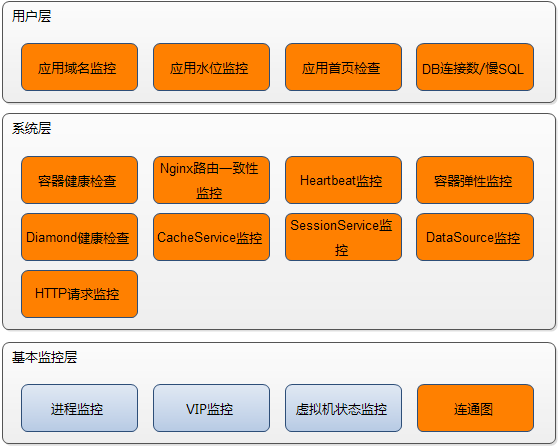 用户层
应用域名监控
应用水位监控
应用首页检查
DB连接数/慢SQL
系统层
容器健康检查
Nginx路由一致性
监控
Heartbeat监控
容器弹性监控
Diamond健康检查
CacheService监控
SessionService监
控
DataSource监控
HTTP请求监控
基本监控层
进程监控
VIP监控
虚拟机状态监控
连通图